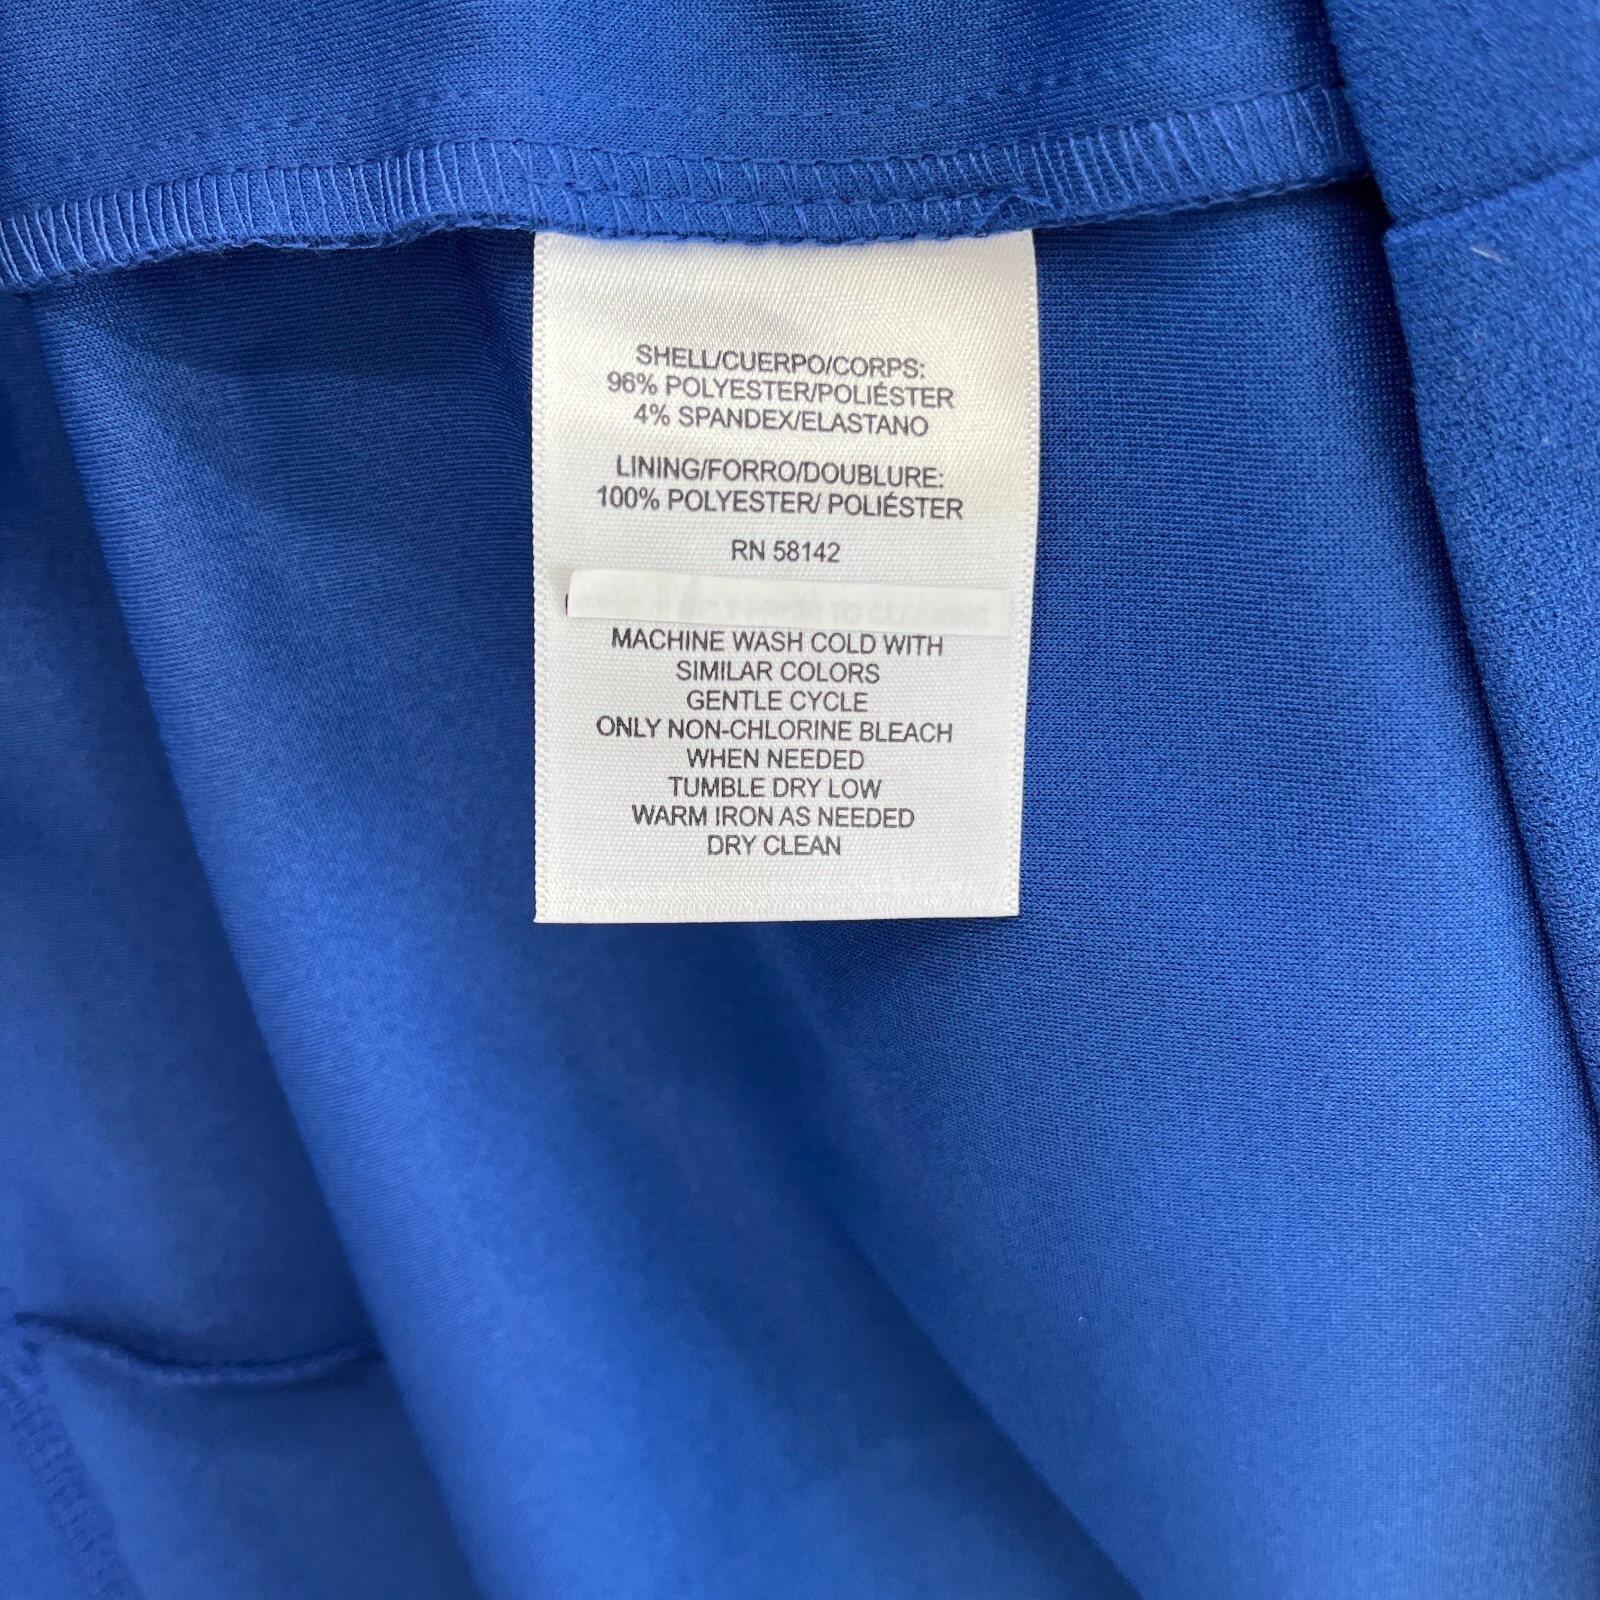 SHELL/CUERPO/CORPS:
96% POLYESTER/POLIÉSTER
4% SPANDEX/ELASTANO
LINING/FORRO/DOUBLURE:
100% POLYESTER/ POLIÉSTER
RN 58142
MACHINE WASH COLD WITH
SIMILAR COLORS
GENTLE CYCLE
ONLY NON-CHLORINE BLEACH
WHEN NEEDED
TUMBLE DRY LOW
WARM IRON AS NEEDED
DRY CLEAN